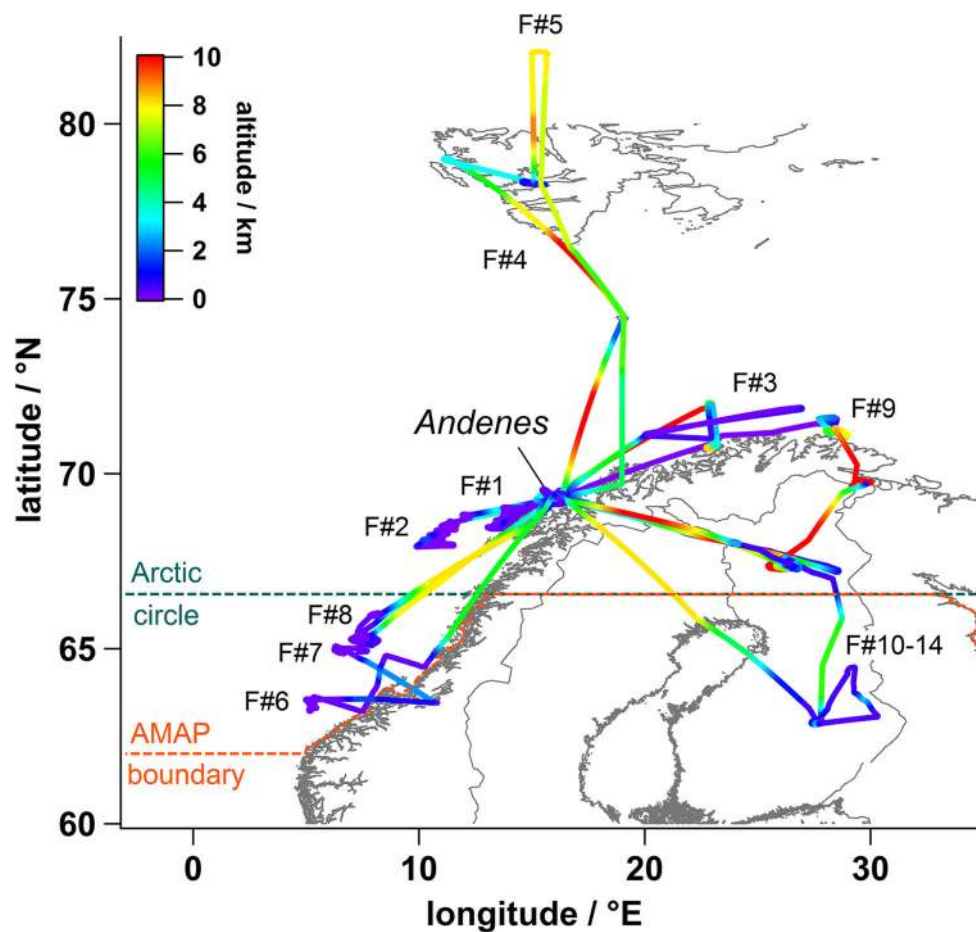 F#5
10
8
6
4
2
0
altitude / km
80
75
70
65
60
latitude / °N
F#4
F#3
F#9
Andenes
F#1
F#2
Arctic
circle
F#8
F#7
F#6
F#10-14
AMAP
boundary
0
10
20
30
longitude / °E